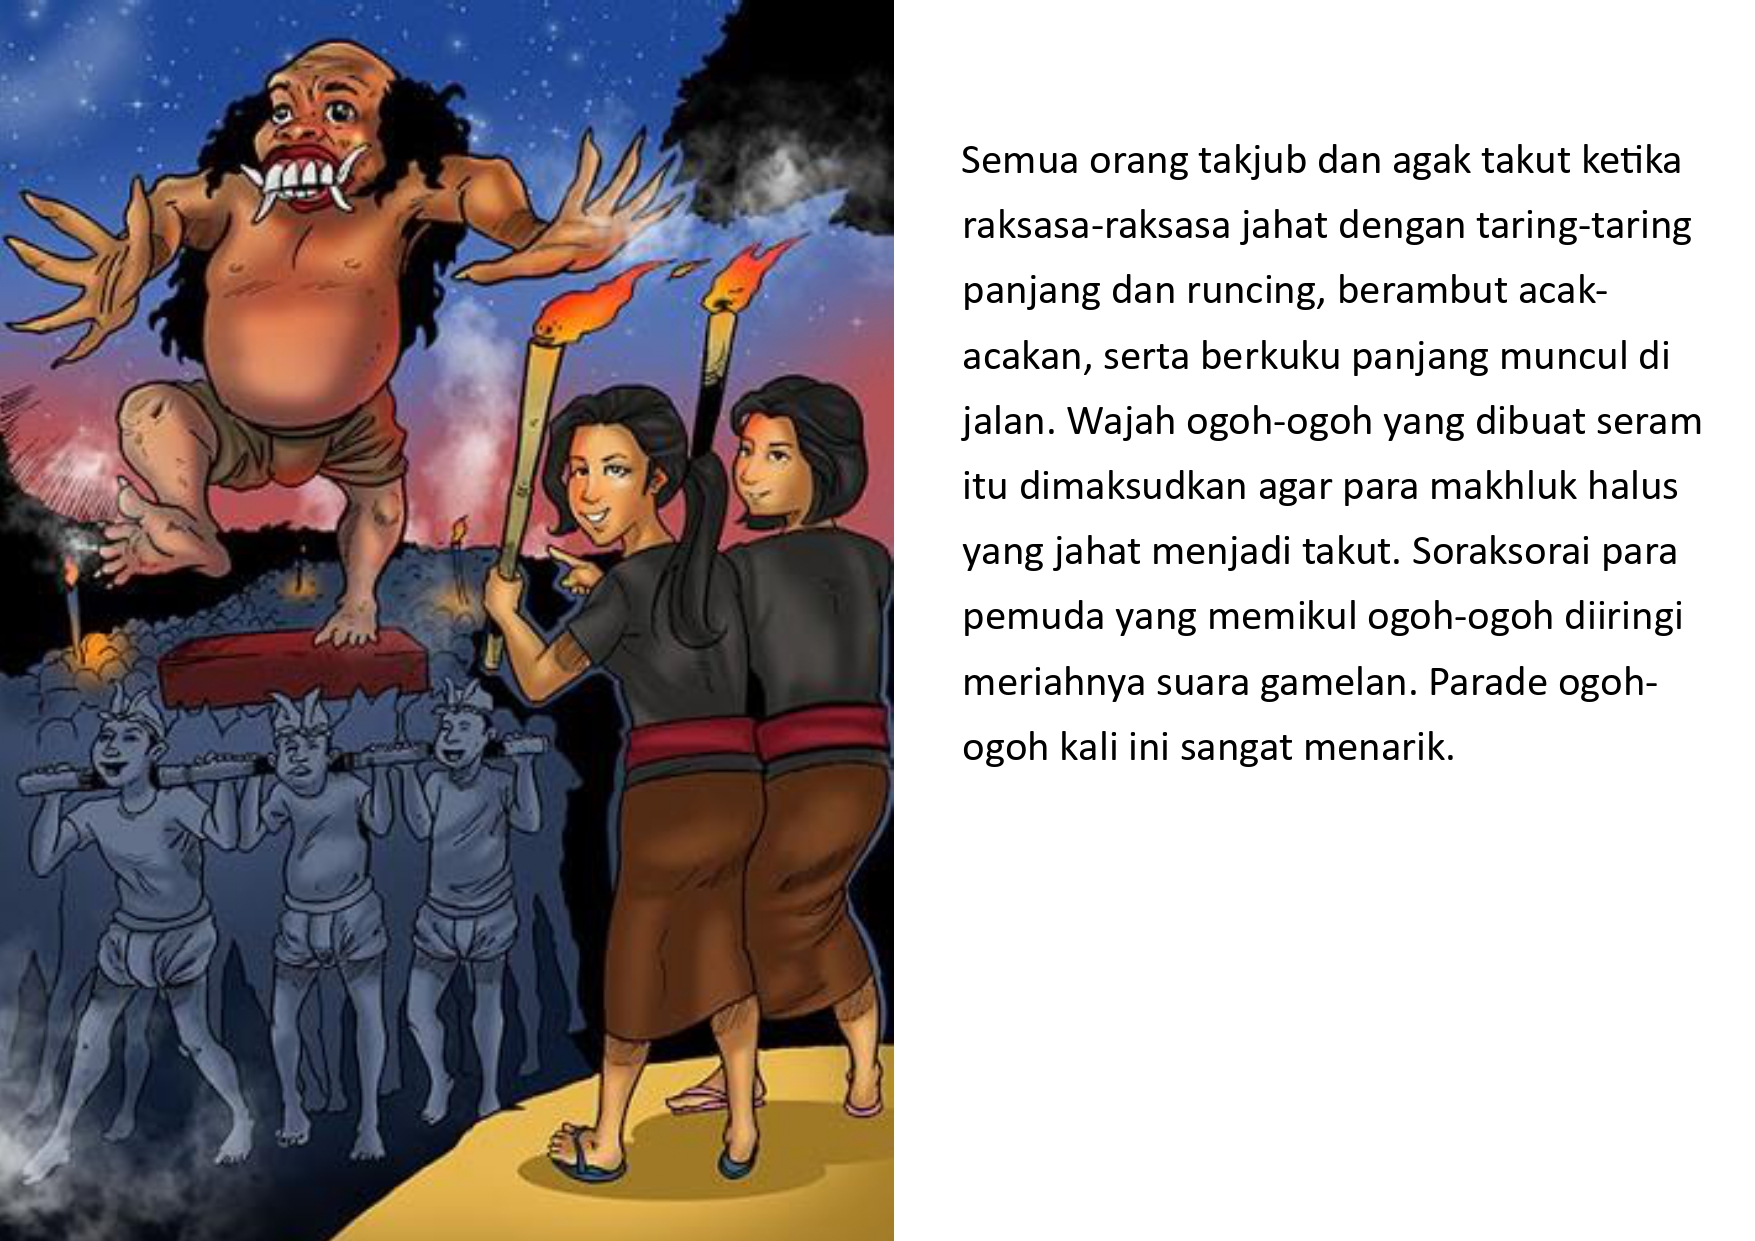 Semua orang takjub dan agak takut ketika
raksasa-raksasa jahat dengan taring-taring
panjang dan runcing, berambut acak-
acakan, serta berkuku panjang muncul di
jalan. Wajah ogoh-ogoh yang dibuat seram
itu dimaksudkan agar para makhluk halus
yang jahat menjadi takut. Soraksorai para
pemuda yang memikul ogoh-ogoh diiringi
meriahnya suara gamelan. Parade ogoh-
ogoh kali ini sangat menarik.